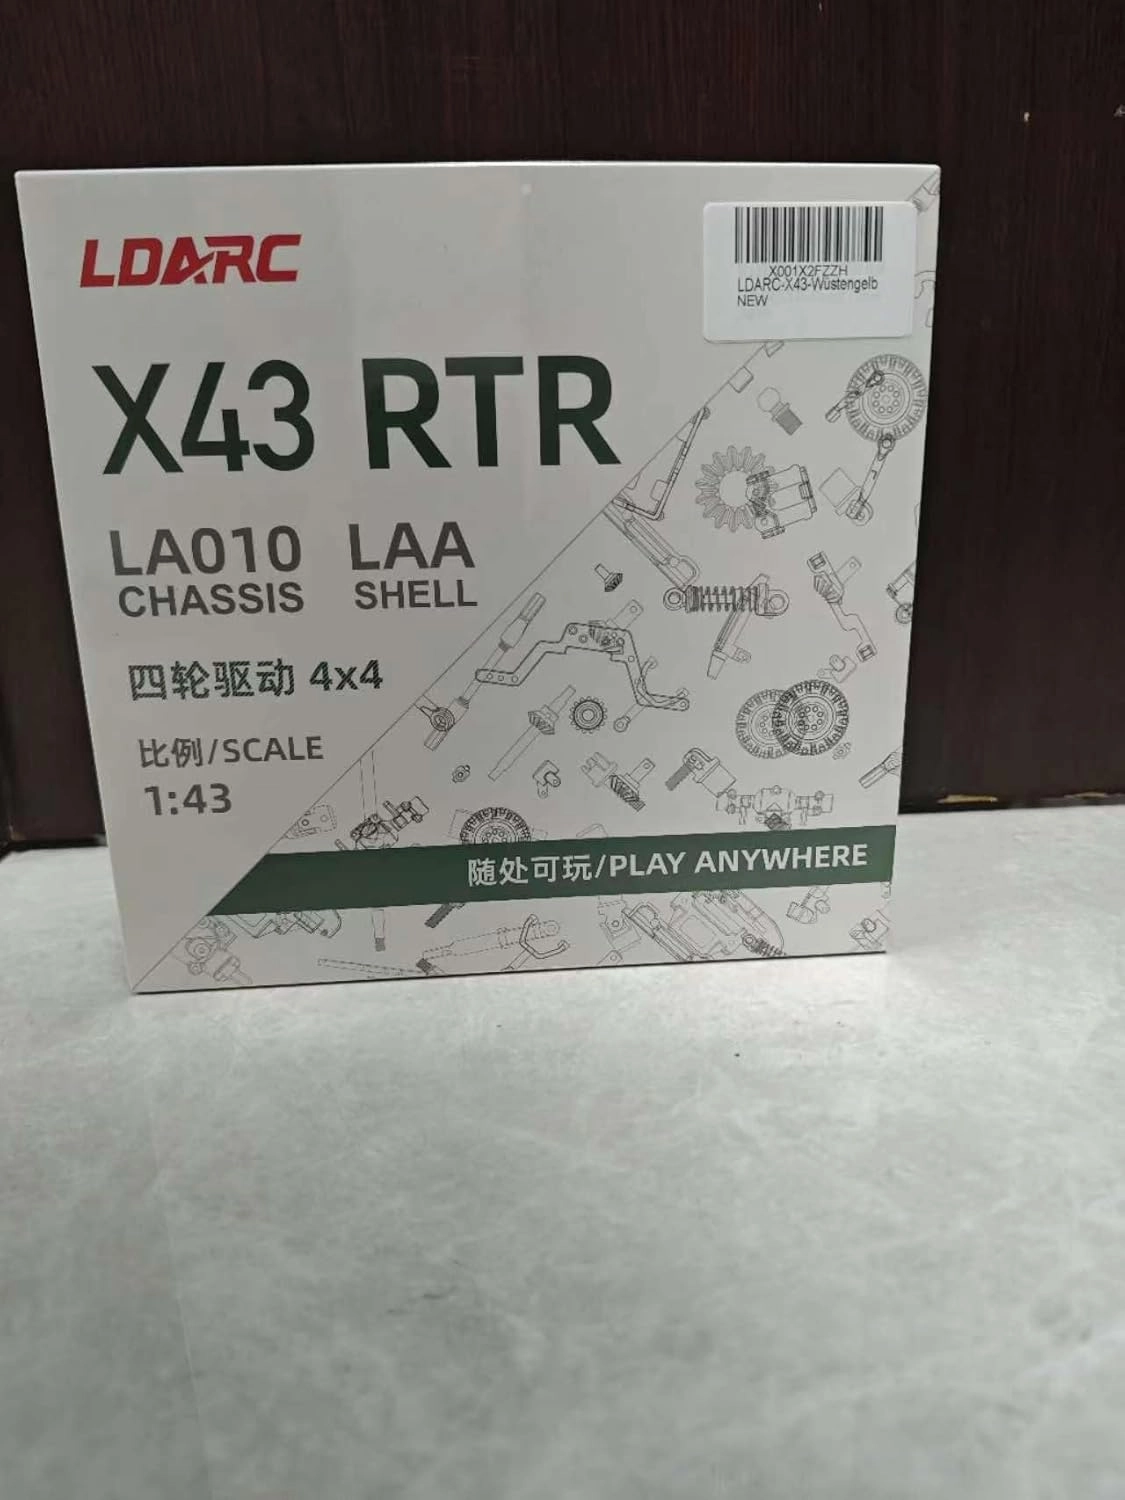 LDARC
X001X2FZZH
LDARC-X43-Wüstengelb
NEW
X43 RTR
LA010 LAA
CHASSIS SHELL
四轮驱动 4x4
比例/SCALE
1:43
随处可玩/PLAY ANYWHERE